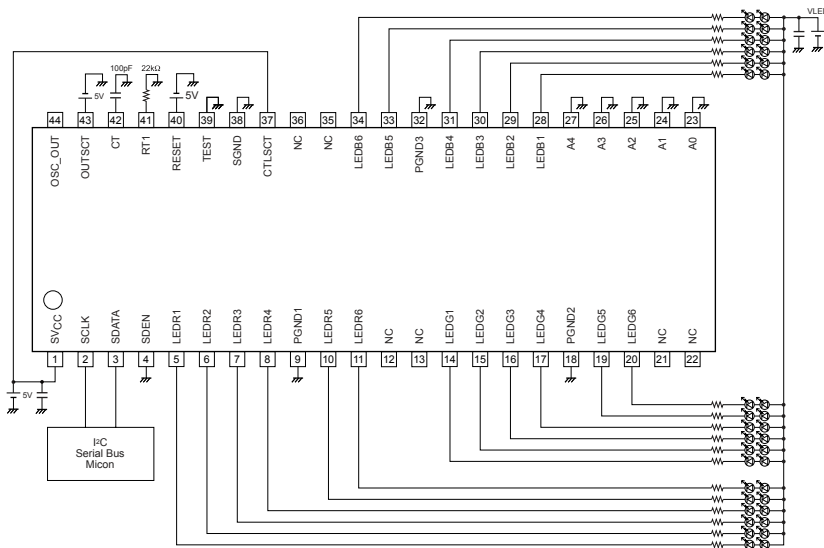 VLED
100pF 22kΩ
5V 5V
44 43 42 41 40 39 38 37 36 35 34 33 32 31 30 29 28 27 26 25 24 23
OSC_OUT OUTSCT CT RT1 RESET TEST SGND CTLSCT NC NC LEDB6 LEDB5 PGND3 LEDB4 LEDB3 LEDB2 LEDB1 A4 A3 A2 A1 A0
SVCC SCLK SDATA SDEN LEDR1 LEDR2 LEDR3 LEDR4 PGND1 LEDR5 LEDR6 NC NC LEDG1 LEDG2 LEDG3 LEDG4 PGND2 LEDG5 LEDG6 NC NC
1 2 3 4 5 6 7 8 9 10 11 12 13 14 15 16 17 18 19 20 21 22
5V
I²C
Serial Bus
Micon